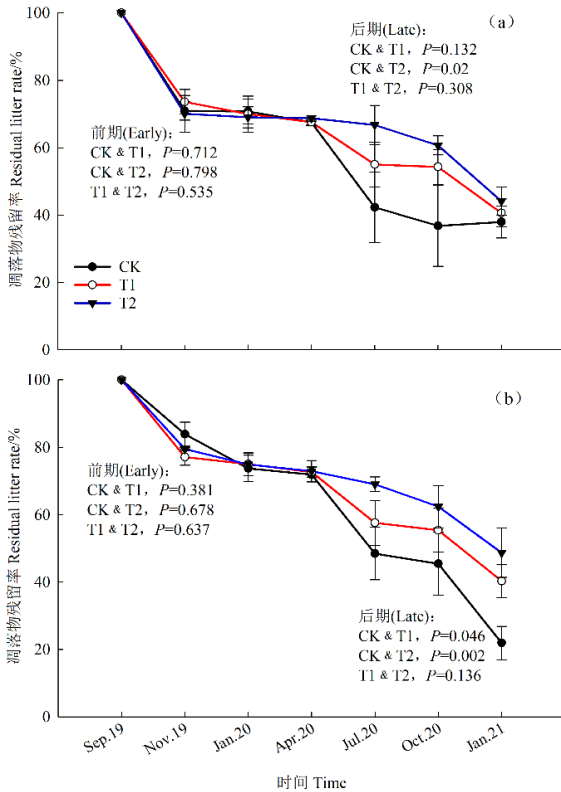 (a)
100
80
60
40
20
0
凋落物残留率 Residual litter rate/%
后期(Late):
CK & T1, P=0.132
CK & T2, P=0.02
T1 & T2, P=0.308
前期(Early):
CK & T1, P=0.712
CK & T2, P=0.798
T1 & T2, P=0.535
CK
T1
T2
(b)
100
80
60
40
20
0
凋落物残留率 Residual litter rate/%
前期(Early):
CK & T1, P=0.381
CK & T2, P=0.678
T1 & T2, P=0.637
后期(Late):
CK & T1, P=0.046
CK & T2, P=0.002
T1 & T2, P=0.136
Sep.19
Nov.19
Jan.20
Apr.20
Jul.20
Oct.20
Jan.21
时间 Time